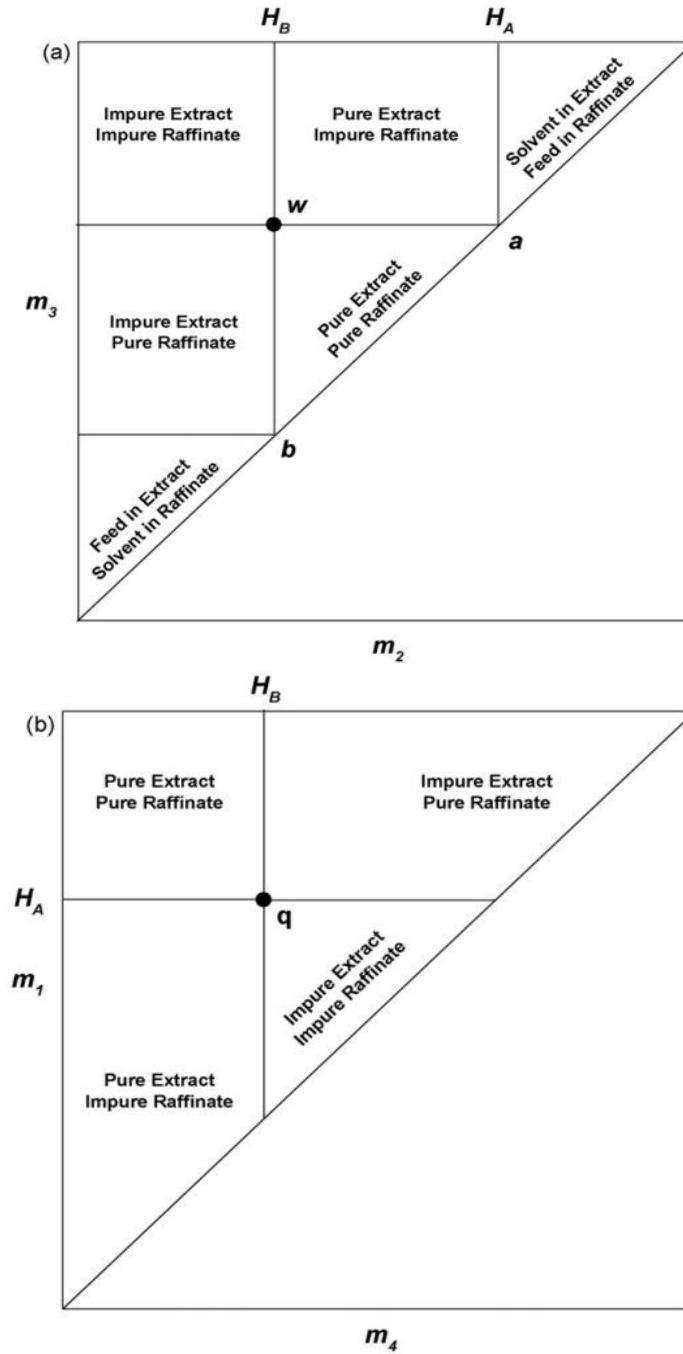 H_B H_A
(a)
Impure Extract
Impure Raffinate
Pure Extract
Impure Raffinate
Solvent in Extract
Feed in Raffinate
w
a
m_3
Impure Extract
Pure Raffinate
Pure Extract
Pure Raffinate
b
Feed in Extract
Solvent in Raffinate
m_2
H_B
(b)
Pure Extract
Pure Raffinate
Impure Extract
Pure Raffinate
H_A
q
m_1
Impure Extract
Impure Raffinate
Pure Extract
Impure Raffinate
m_4